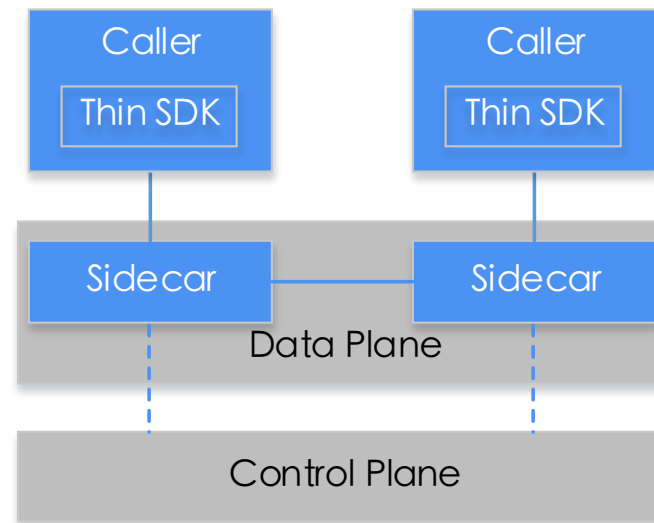 Caller
Caller
Thin SDK
Thin SDK
Sidecar
Sidecar
Data Plane
Control Plane